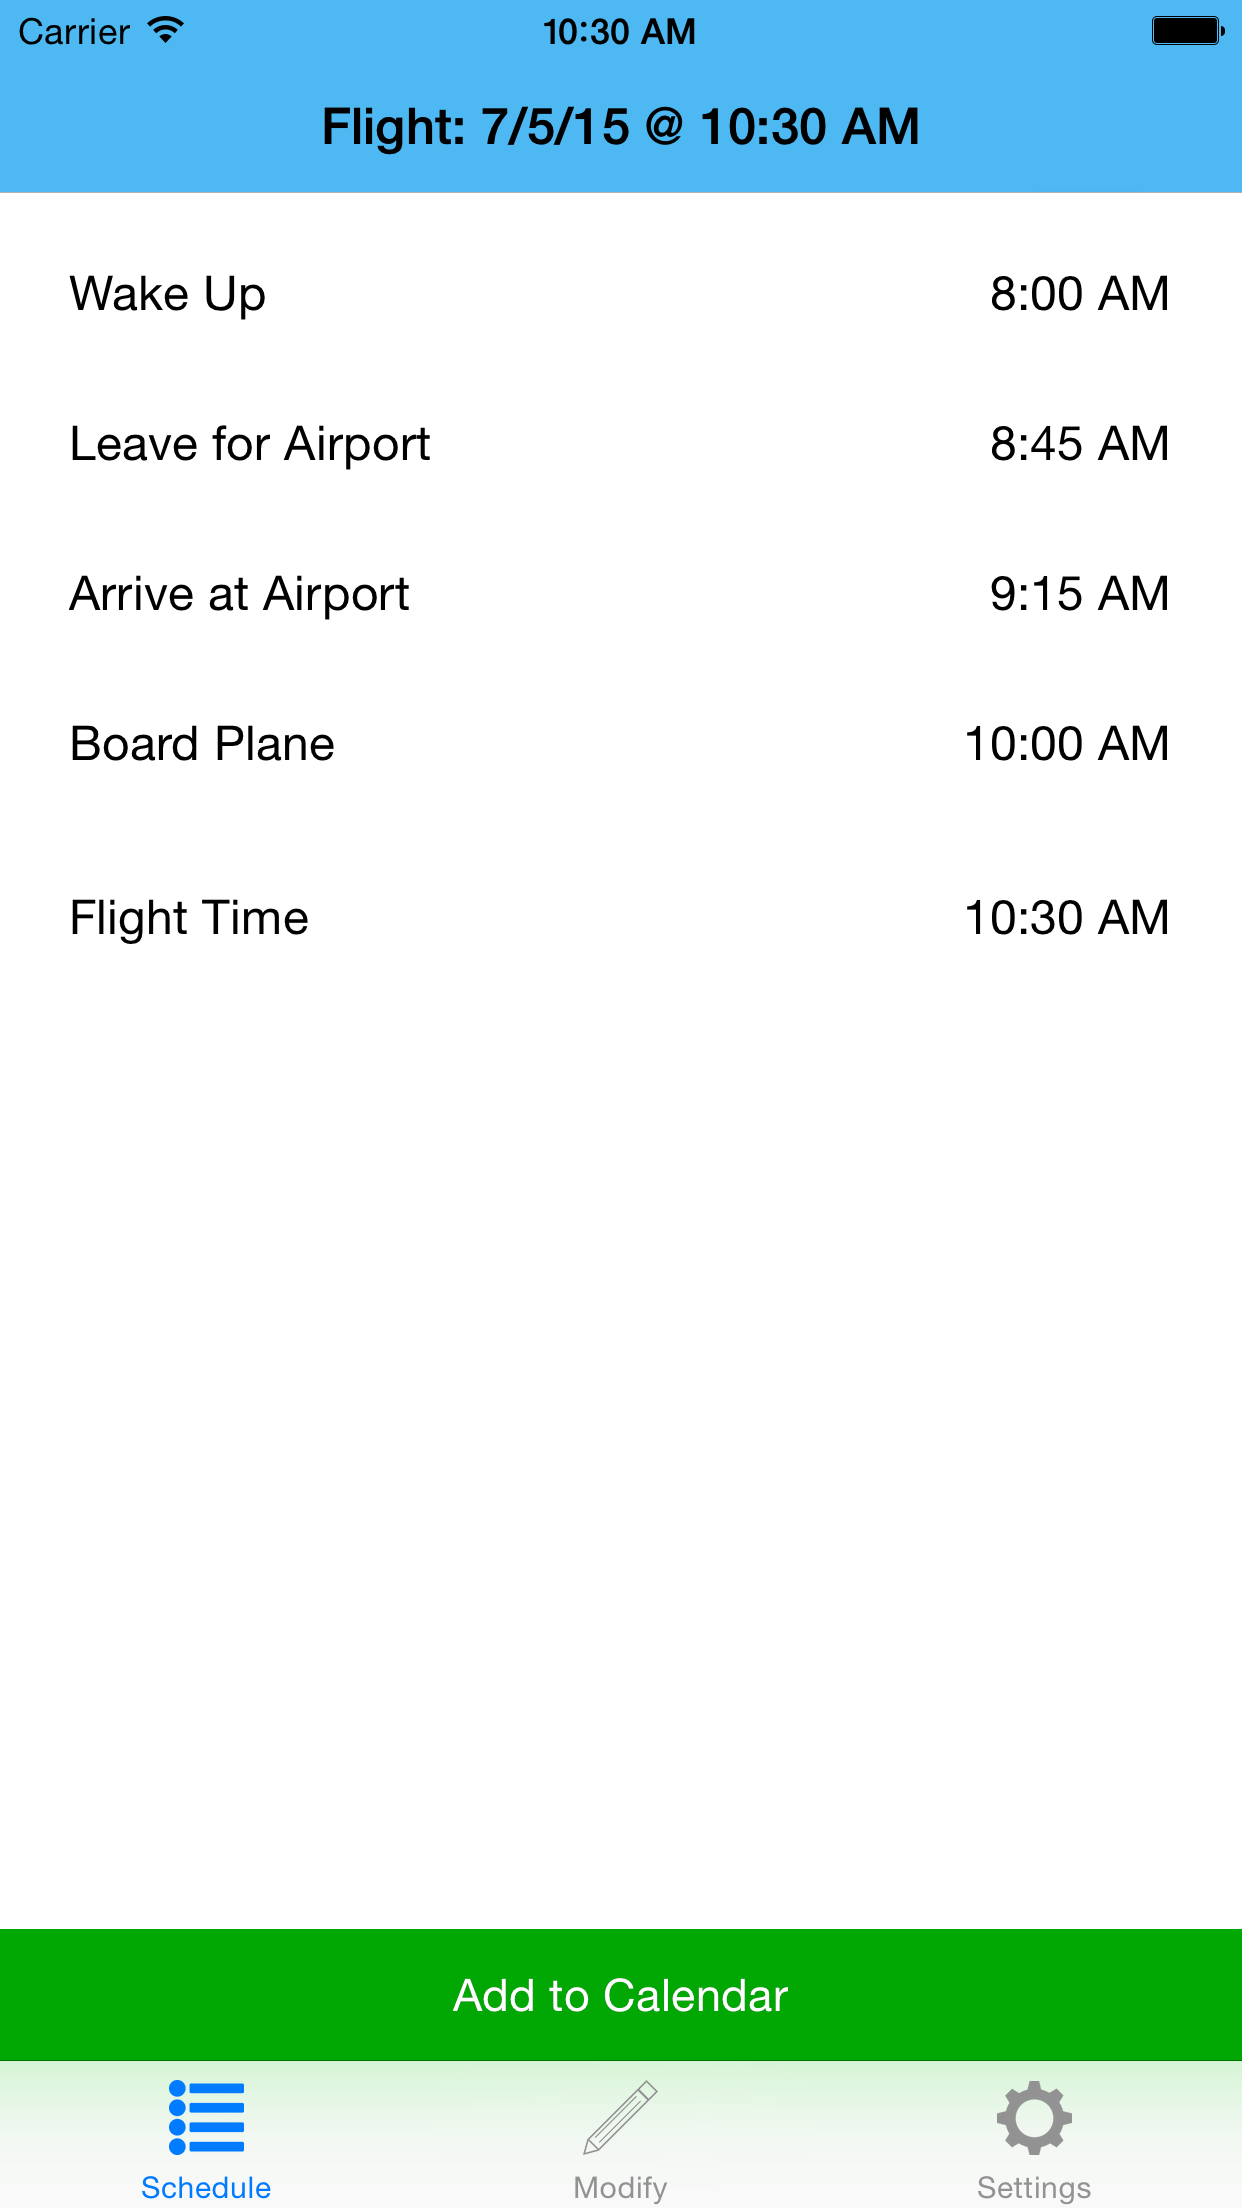 Carrier 10:30 AM
Flight: 7/5/15 @ 10:30 AM
Wake Up 8:00 AM
Leave for Airport 8:45 AM
Arrive at Airport 9:15 AM
Board Plane 10:00 AM
Flight Time 10:30 AM
Add to Calendar
Schedule Modify Settings